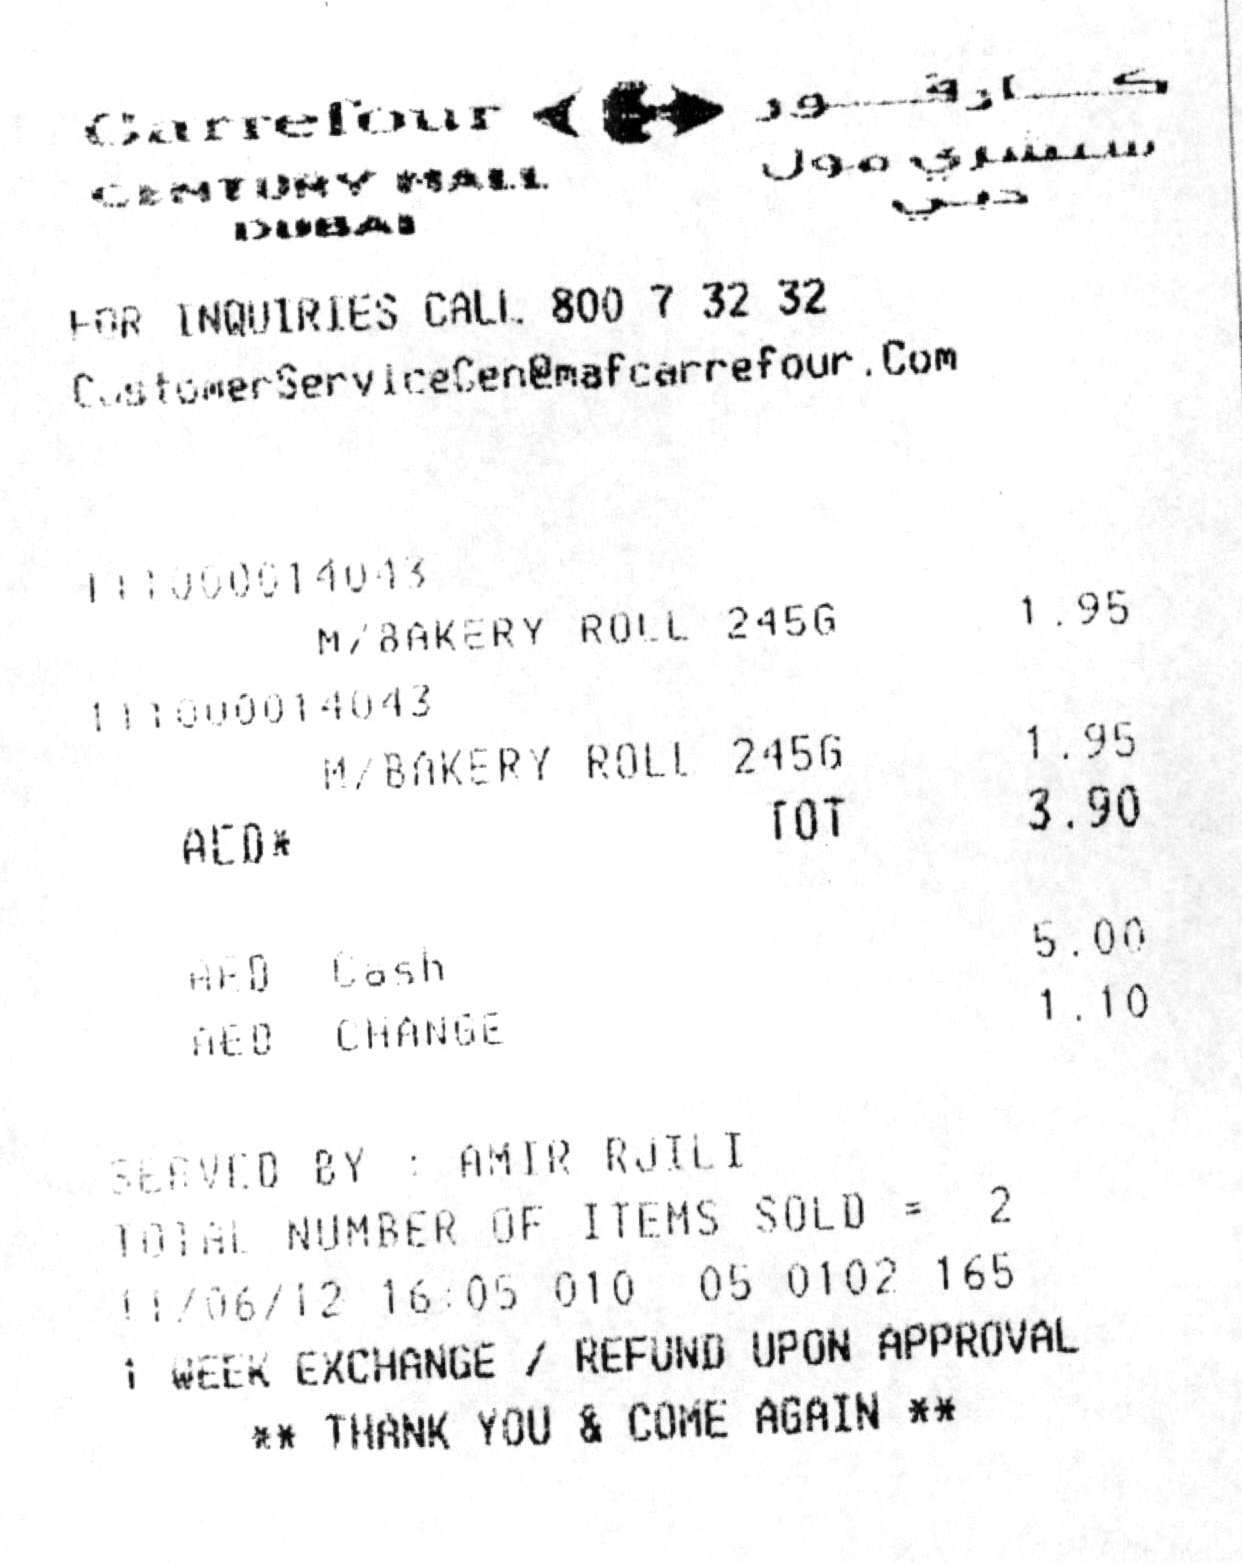 Carrefour كارفور
CENTURY MALL سنشري مول
DUBAI دبي
FOR INQUIRIES CALL 800 7 32 32
CustomerServiceCen@mafcarrefour.Com
111000014043
M/BAKERY ROLL 245G 1.95
111000014043
M/BAKERY ROLL 245G 1.95
AED* TOT 3.90
AED Cash 5.00
AED CHANGE 1.10
SERVED BY : AMIR RJILI
TOTAL NUMBER OF ITEMS SOLD = 2
11/06/12 16:05 010 05 0102 165
1 WEEK EXCHANGE / REFUND UPON APPROVAL
** THANK YOU & COME AGAIN **